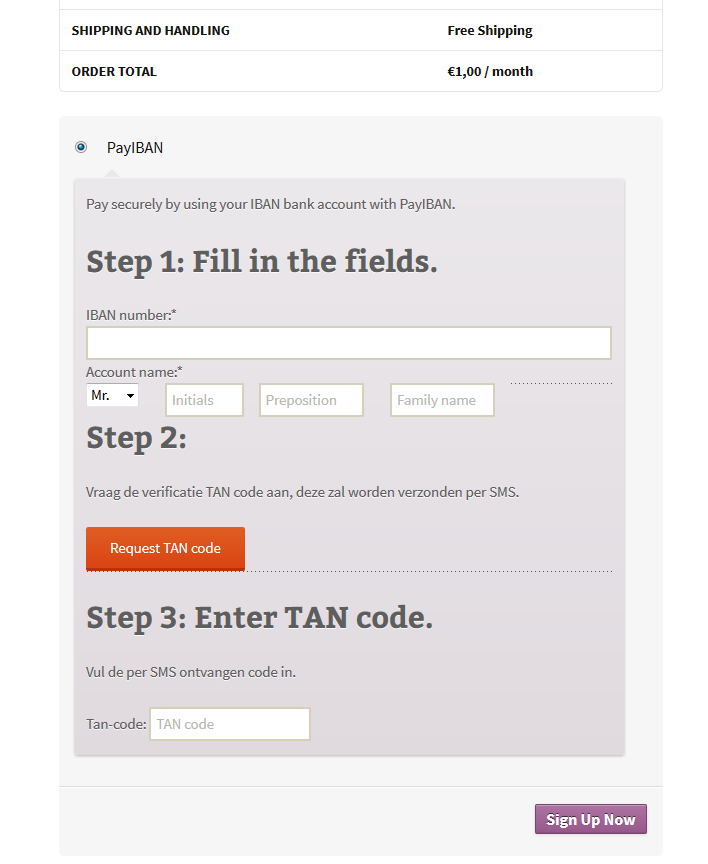 SHIPPING AND HANDLING Free Shipping
ORDER TOTAL €1,00 / month
PayIBAN
Pay securely by using your IBAN bank account with PayIBAN.
Step 1: Fill in the fields.
IBAN number:*
Account name:*
Mr. Initials Preposition Family name
Step 2:
Vraag de verificatie TAN code aan, deze zal worden verzonden per SMS.
Request TAN code
Step 3: Enter TAN code.
Vul de per SMS ontvangen code in.
Tan-code: TAN code
Sign Up Now